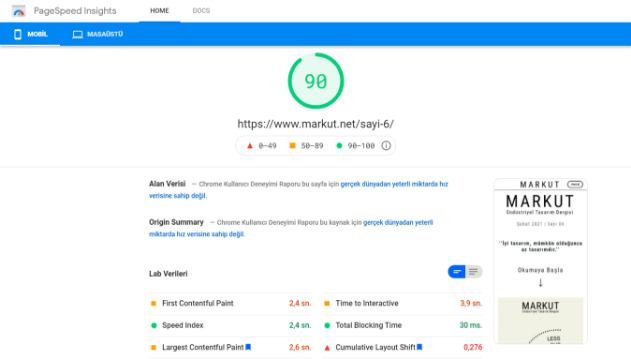 PageSpeed Insights
HOME
DOCS
MOBİL
MASAÜSTÜ
90
https://www.markut.net/sayi-6/
0–49
50–89
90–100
Alan Verisi — Chrome Kullanıcı Deneyimi Raporu bu sayfa için gerçek dünyadan yeterli miktarda hız
verisine sahip değil.
Origin Summary — Chrome Kullanıcı Deneyimi Raporu bu kaynak için gerçek dünyadan yeterli
miktarda hız verisine sahip değil.
Lab Verileri
First Contentful Paint 2,4 sn.
Time to Interactive 3,9 sn.
Speed Index 2,4 sn.
Total Blocking Time 30 ms.
Largest Contentful Paint 2,6 sn.
Cumulative Layout Shift 0,276
MARKUT
MARKUT
Endüstriyel Tasarım Dergisi
Şubat 2021 | Sayı 06
"İyi tasarım, mümkün olduğunca
az tasarımdır."
Okumaya Başla
MARKUT
Endüstriyel Tasarım Dergisi
LESS